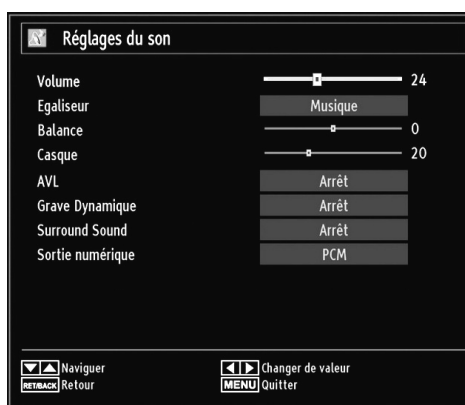 Réglages du son
Volume 24
Egaliseur Musique
Balance 0
Casque 20
AVL Arrêt
Grave Dynamique Arrêt
Surround Sound Arrêt
Sortie numérique PCM
Naviguer Changer de valeur
RET/BACK Retour MENU Quitter